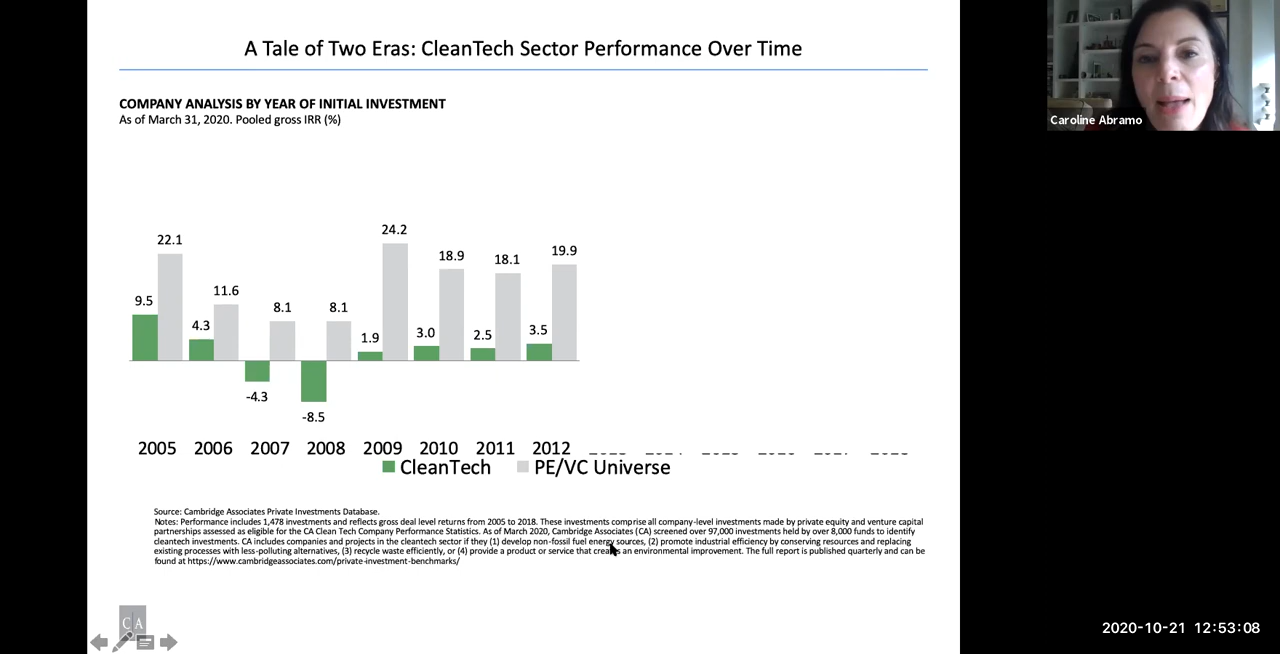 A Tale of Two Eras: CleanTech Sector Performance Over Time
COMPANY ANALYSIS BY YEAR OF INITIAL INVESTMENT
As of March 31, 2020. Pooled gross IRR (%)
Caroline Abramo
9.5 22.1 4.3 11.6 -4.3 8.1 -8.5 8.1 1.9 24.2 3.0 18.9 2.5 18.1 3.5 19.9
2005 2006 2007 2008 2009 2010 2011 2012
CleanTech PE/VC Universe
Source: Cambridge Associates Private Investments Database.
Notes: Performance includes 1,478 investments and reflects gross deal level returns from 2005 to 2018. These investments comprise all company-level investments made by private equity and venture capital
partnerships assessed as eligible for the CA Clean Tech Company Performance Statistics. As of March 2020, Cambridge Associates (CA) screened over 97,000 investments held by over 8,000 funds to identify
cleantech investments. CA includes companies and projects in the cleantech sector if they (1) develop non-fossil fuel energy sources, (2) promote industrial efficiency by conserving resources and replacing
existing processes with less-polluting alternatives, (3) recycle waste efficiently, or (4) provide a product or service that creates an environmental improvement. The full report is published quarterly and can be
found at https://www.cambridgeassociates.com/private-investment-benchmarks/
C A
2020-10-21 12:53:08